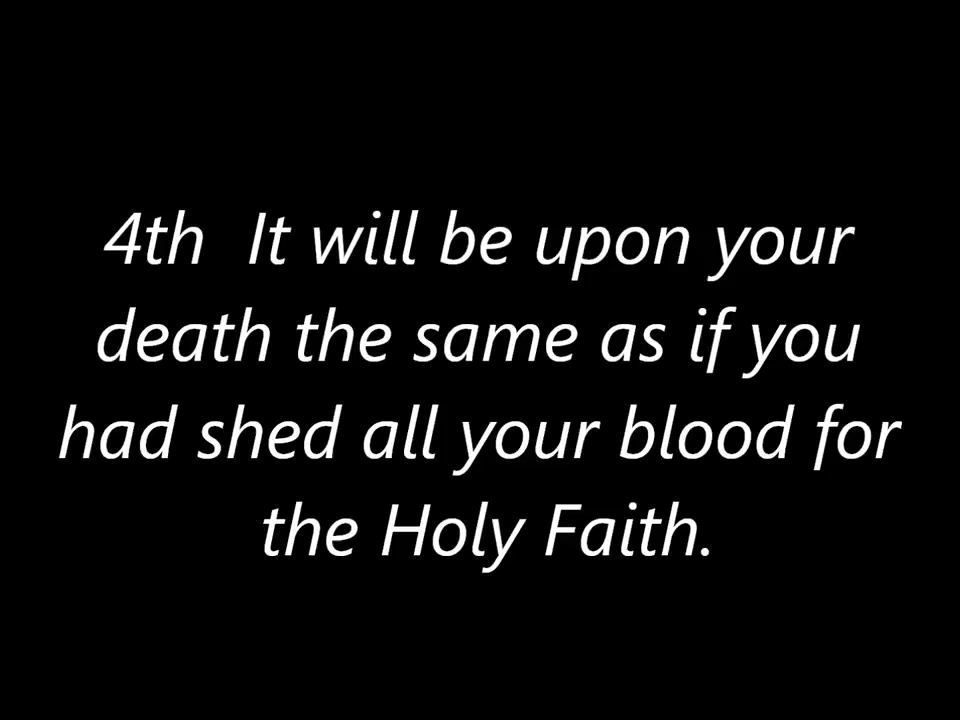 4th  It will be upon your
death the same as if you
had shed all your blood for
the Holy Faith.